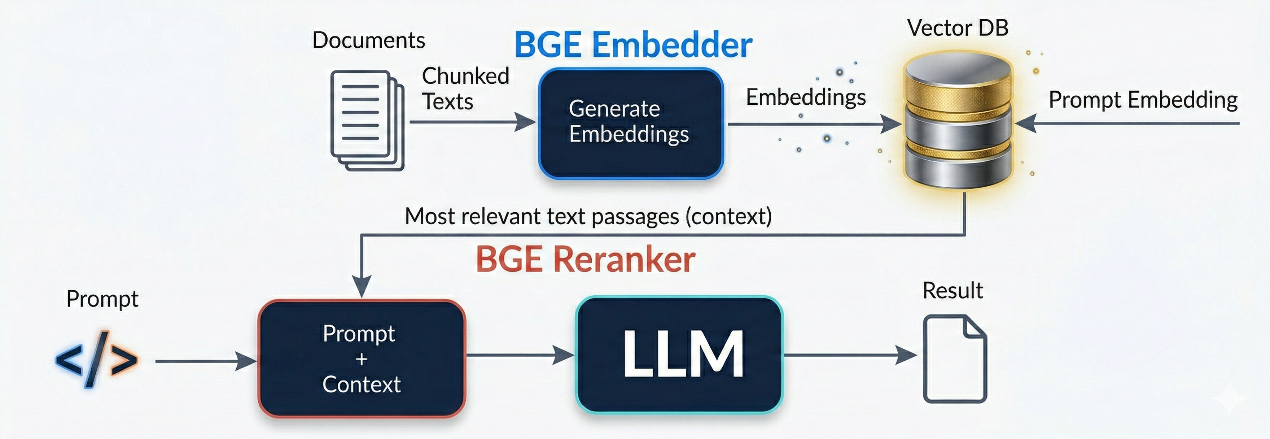 Documents
BGE Embedder
Vector DB
Chunked
Texts
Generate
Embeddings
Embeddings
Prompt Embedding
Most relevant text passages (context)
BGE Reranker
Prompt
</>
Prompt
+
Context
LLM
Result